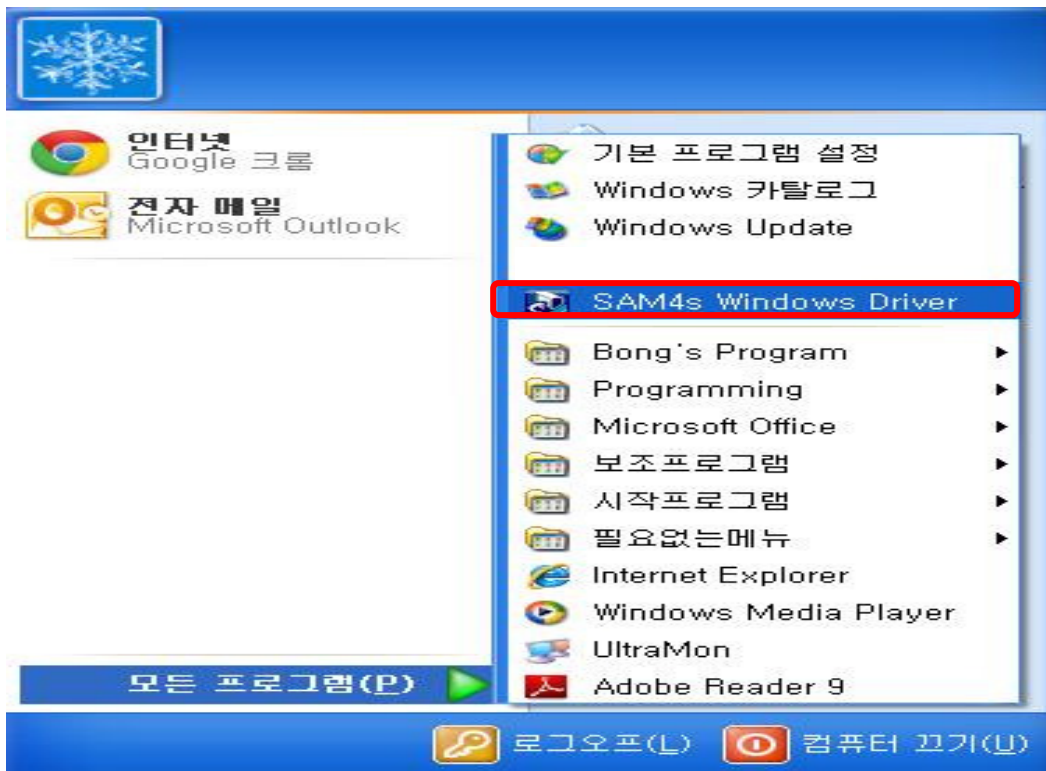 인터넷
Google 크롬
전자 메일
Microsoft Outlook
모든 프로그램(P)
기본 프로그램 설정
Windows 카탈로그
Windows Update
SAM4s Windows Driver
Bong's Program
Programming
Microsoft Office
보조프로그램
시작프로그램
필요없는메뉴
Internet Explorer
Windows Media Player
UltraMon
Adobe Reader 9
로그오프(L)
컴퓨터 끄기(U)